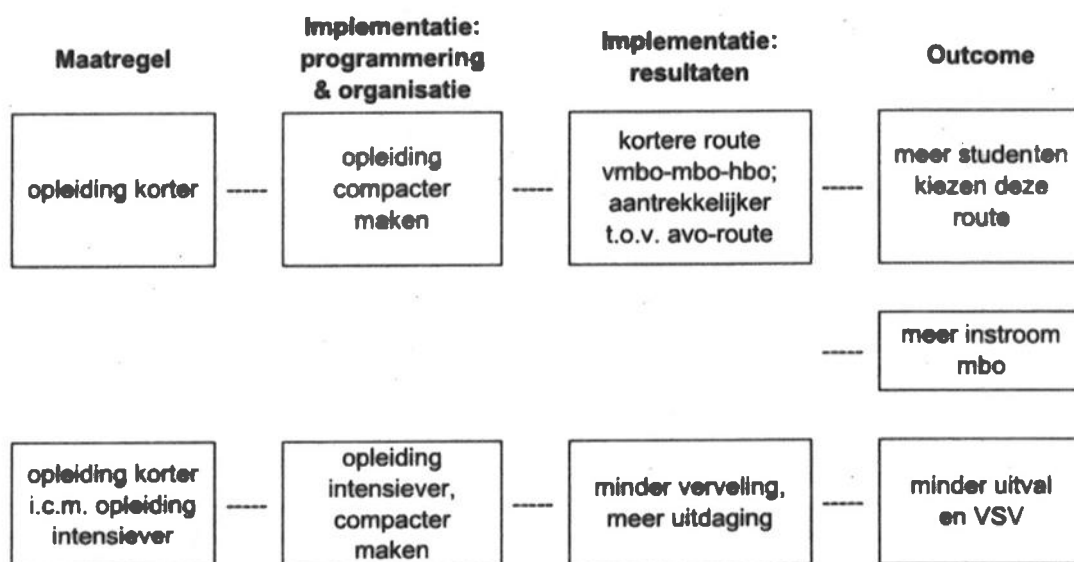 Maatregel
Implementatie:
programmering
& organisatie
Implementatie:
resultaten
Outcome
opleiding korter
opleiding
compacter
maken
kortere route
vmbo-mbo-hbo;
aantrekkelijker
t.o.v. avo-route
meer studenten
kiezen deze
route
meer instroom
mbo
opleiding korter
i.c.m. opleiding
intensiever
opleiding
intensiever,
compacter
maken
minder verveling,
meer uitdaging
minder uitval
en VSV